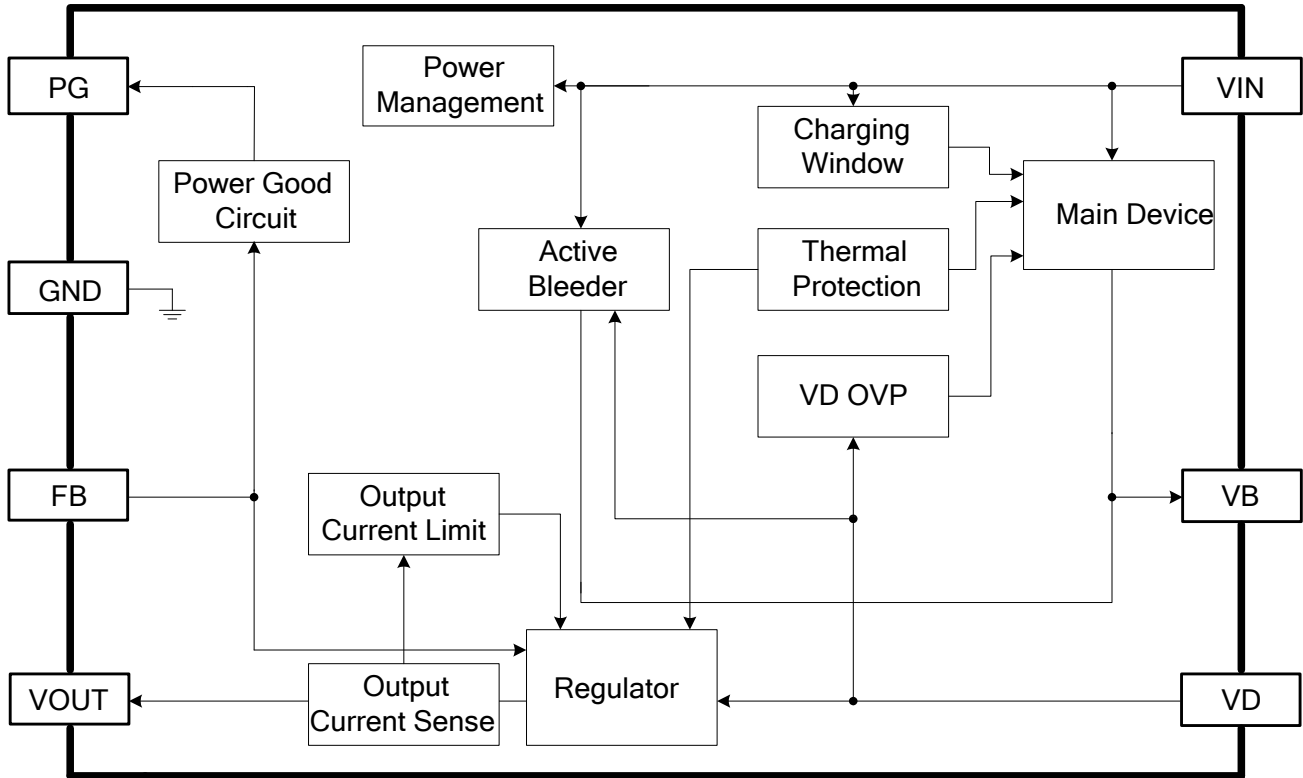 PG
Power
Management
VIN
Charging
Window
Power Good
Circuit
Main Device
Active
Bleeder
Thermal
Protection
GND
VD OVP
FB
Output
Current Limit
VB
VOUT
Output
Current Sense
Regulator
VD